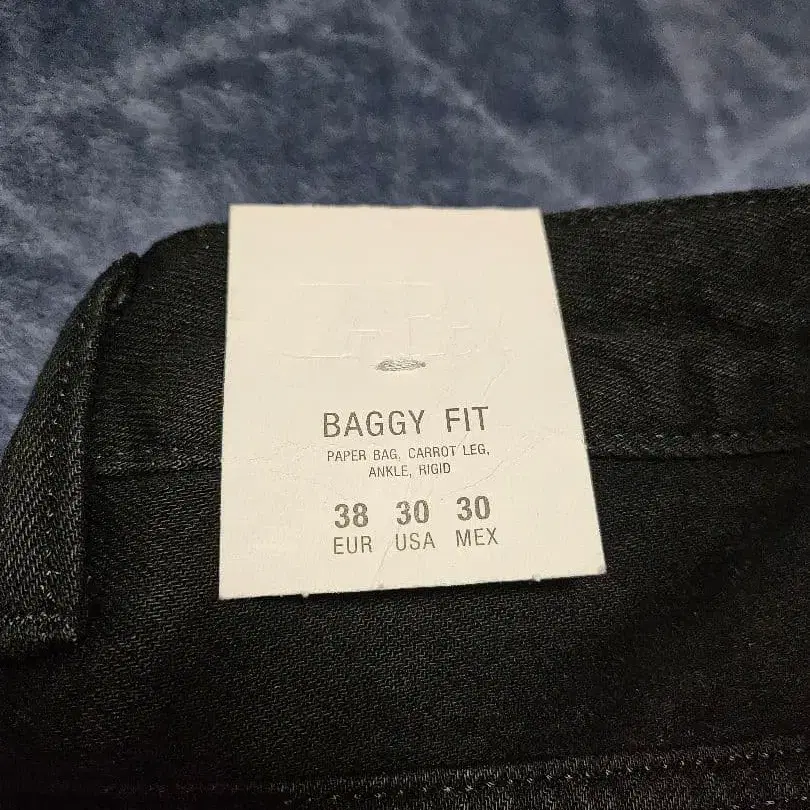 BAGGY FIT
PAPER BAG, CARROT LEG,
ANKLE, RIGID
38 30 30
EUR USA MEX